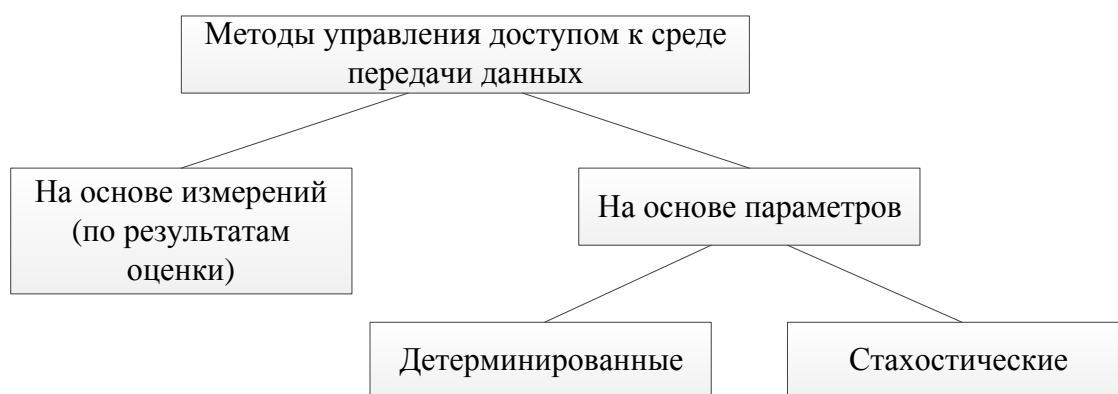 Методы управления доступом к среде
передачи данных
На основе измерений
(по результатам
оценки)
На основе параметров
Детерминированные
Стахостические